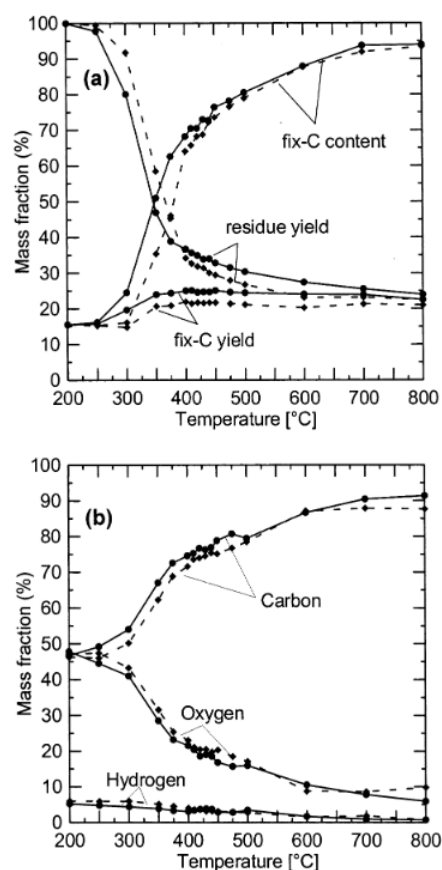 100
90
80
70
60
50
40
30
20
10
0
Mass fraction (%)
(a)
fix-C content
residue yield
fix-C yield
200 300 400 500 600 700 800
Temperature [°C]
100
90
80
70
60
50
40
30
20
10
0
Mass fraction (%)
(b)
Carbon
Oxygen
Hydrogen
200 300 400 500 600 700 800
Temperature [°C]